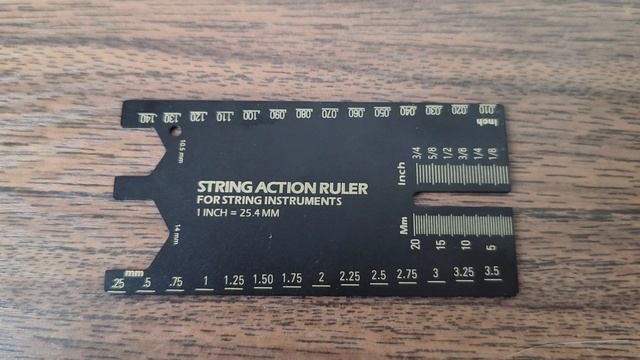 .140 .130 .120 .110 .100 .090 .080 .070 .060 .050 .040 .030 .020 .010
Inch
10.5 mm
Inch
3/4 5/8 1/2 3/8 1/4 1/8
STRING ACTION RULER
FOR STRING INSTRUMENTS
1 INCH = 25.4 MM
14 mm
Mm
20 15 10 5
mm
.25 .5 .75 1 1.25 1.50 1.75 2 2.25 2.5 2.75 3 3.25 3.5